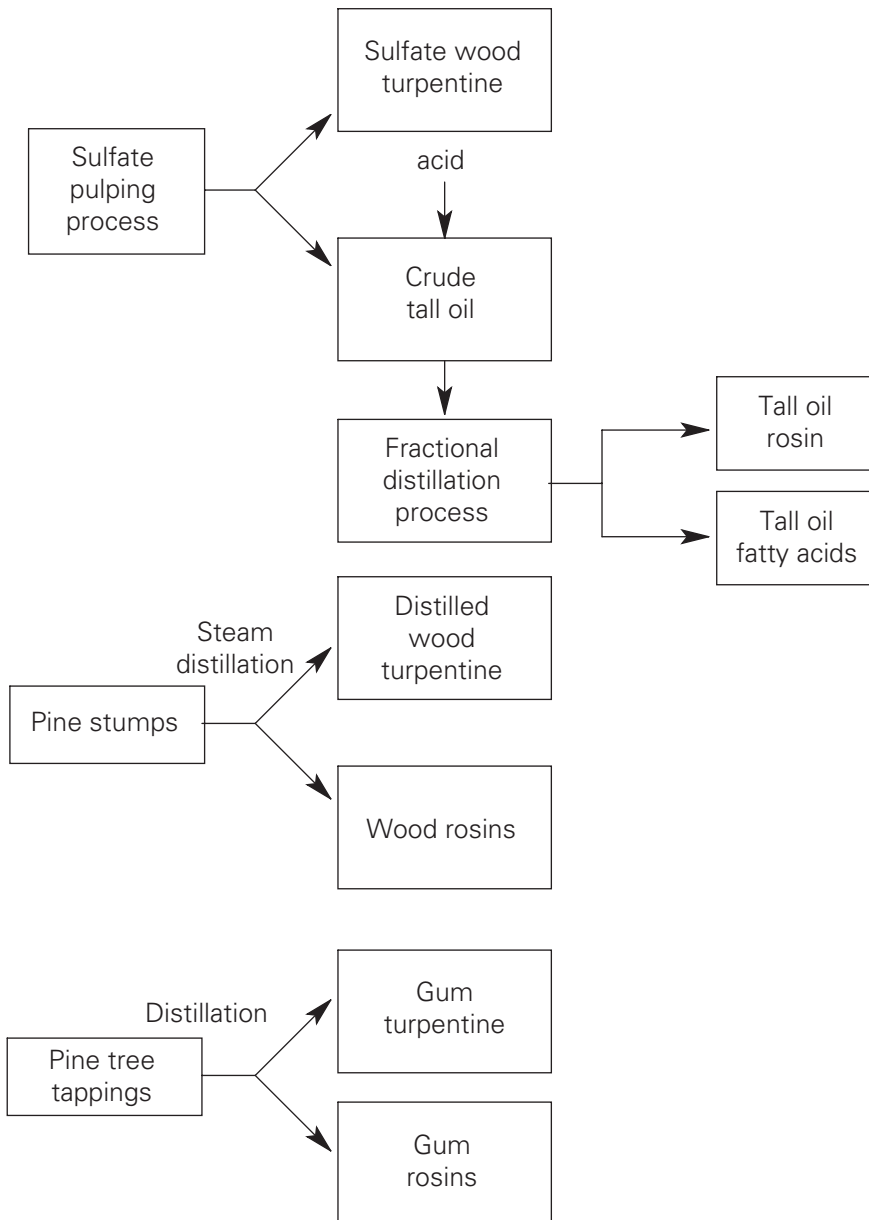 Sulfate wood
turpentine
Sulfate
pulping
process
acid
Crude
tall oil
Fractional
distillation
process
Tall oil
rosin
Tall oil
fatty acids
Steam
distillation
Distilled
wood
turpentine
Pine stumps
Wood rosins
Distillation
Gum
turpentine
Pine tree
tappings
Gum
rosins